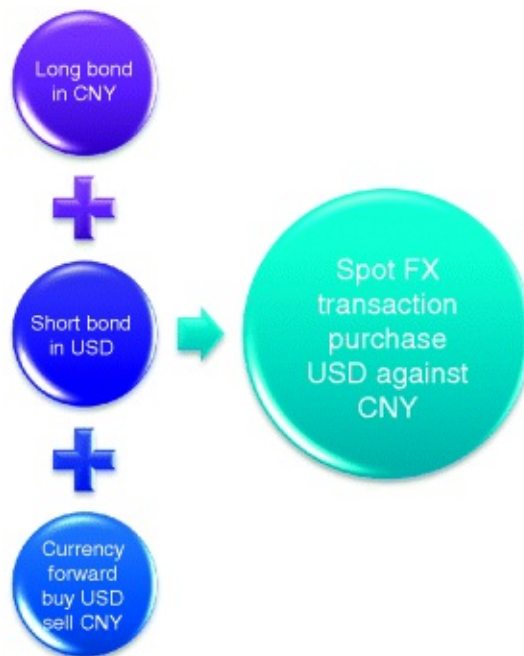 Long bond
in CNY
Short bond
in USD
Currency
forward
buy USD
sell CNY
Spot FX
transaction
purchase
USD against
CNY